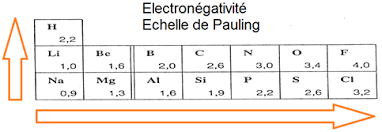 Electronégativité
Echelle de Pauling
H
2,2
Li Be B C N O F
1,0 1,6 2,0 2,6 3,0 3,4 4,0
Na Mg Al Si P S Cl
0,9 1,3 1,6 1,9 2,2 2,6 3,2